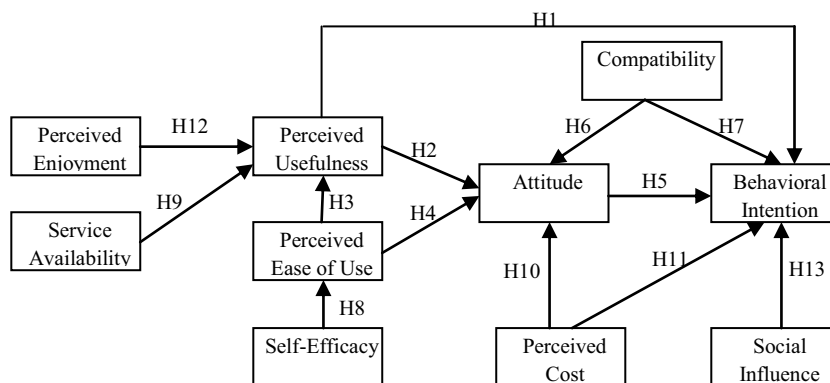 H1
Compatibility
H12
H6
H7
Perceived
Enjoyment
Perceived
Usefulness
H2
Attitude
H5
Behavioral
Intention
H9
H3
H4
Service
Availability
Perceived
Ease of Use
H10
H11
H13
H8
Self-Efficacy
Perceived
Cost
Social
Influence